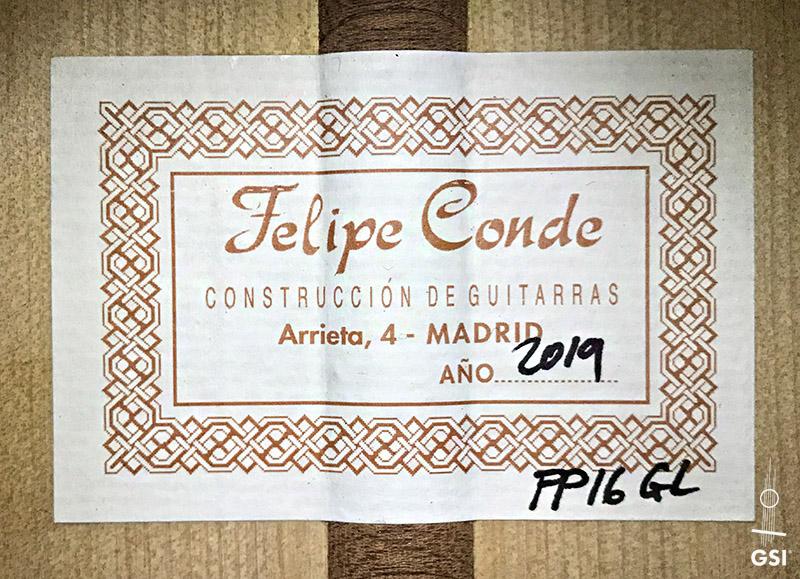 Felipe Conde
CONSTRUCCIÓN DE GUITARRAS
Arrieta, 4 - MADRID
AÑO 2019
FP16 GL
GSI